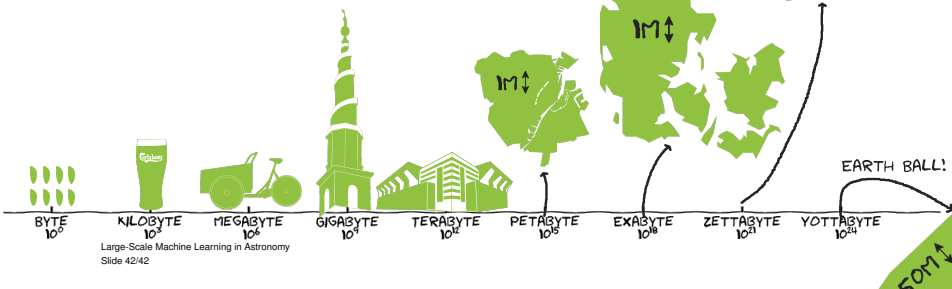 1M
1M
Carlsberg
EARTH BALL!
BYTE KILOBYTE MEGABYTE GIGABYTE TERABYTE PETABYTE EXABYTE ZETTABYTE YOTTABYTE
10⁰ 10³ 10⁶ 10⁹ 10¹² 10¹⁵ 10¹⁸ 10²¹ 10²⁴
Large-Scale Machine Learning in Astronomy
Slide 42/42
50M